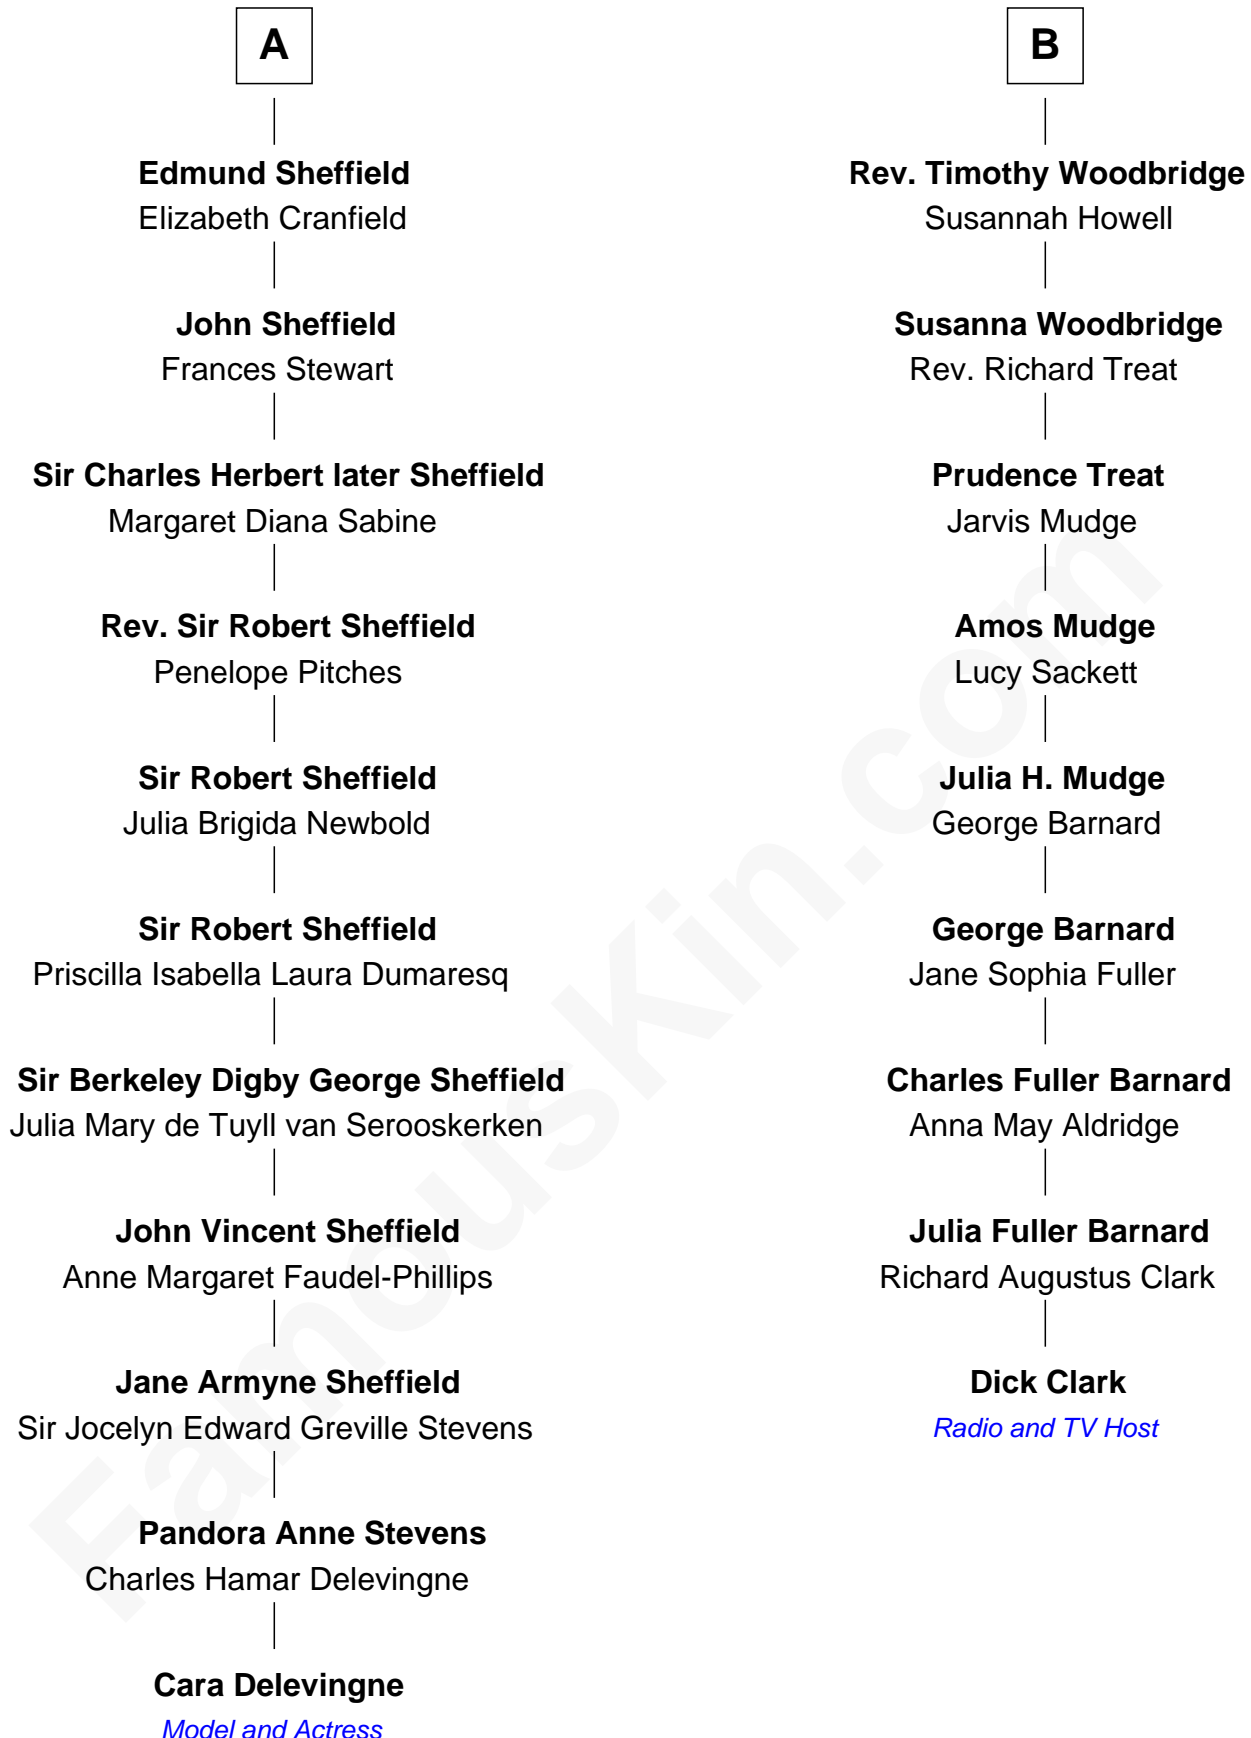 A
Edmund Sheffield
Elizabeth Cranfield
John Sheffield
Frances Stewart
Sir Charles Herbert later Sheffield
Margaret Diana Sabine
Rev. Sir Robert Sheffield
Penelope Pitches
Sir Robert Sheffield
Julia Brigida Newbold
Sir Robert Sheffield
Priscilla Isabella Laura Dumaresq
Sir Berkeley Digby George Sheffield
Julia Mary de Tuyll van Serooskerken
John Vincent Sheffield
Anne Margaret Faudel-Phillips
Jane Armyne Sheffield
Sir Jocelyn Edward Greville Stevens
Pandora Anne Stevens
Charles Hamar Delevingne
Cara Delevingne
Model and Actress
B
Rev. Timothy Woodbridge
Susannah Howell
Susanna Woodbridge
Rev. Richard Treat
Prudence Treat
Jarvis Mudge
Amos Mudge
Lucy Sackett
Julia H. Mudge
George Barnard
George Barnard
Jane Sophia Fuller
Charles Fuller Barnard
Anna May Aldridge
Julia Fuller Barnard
Richard Augustus Clark
Dick Clark
Radio and TV Host
FamousKin.com